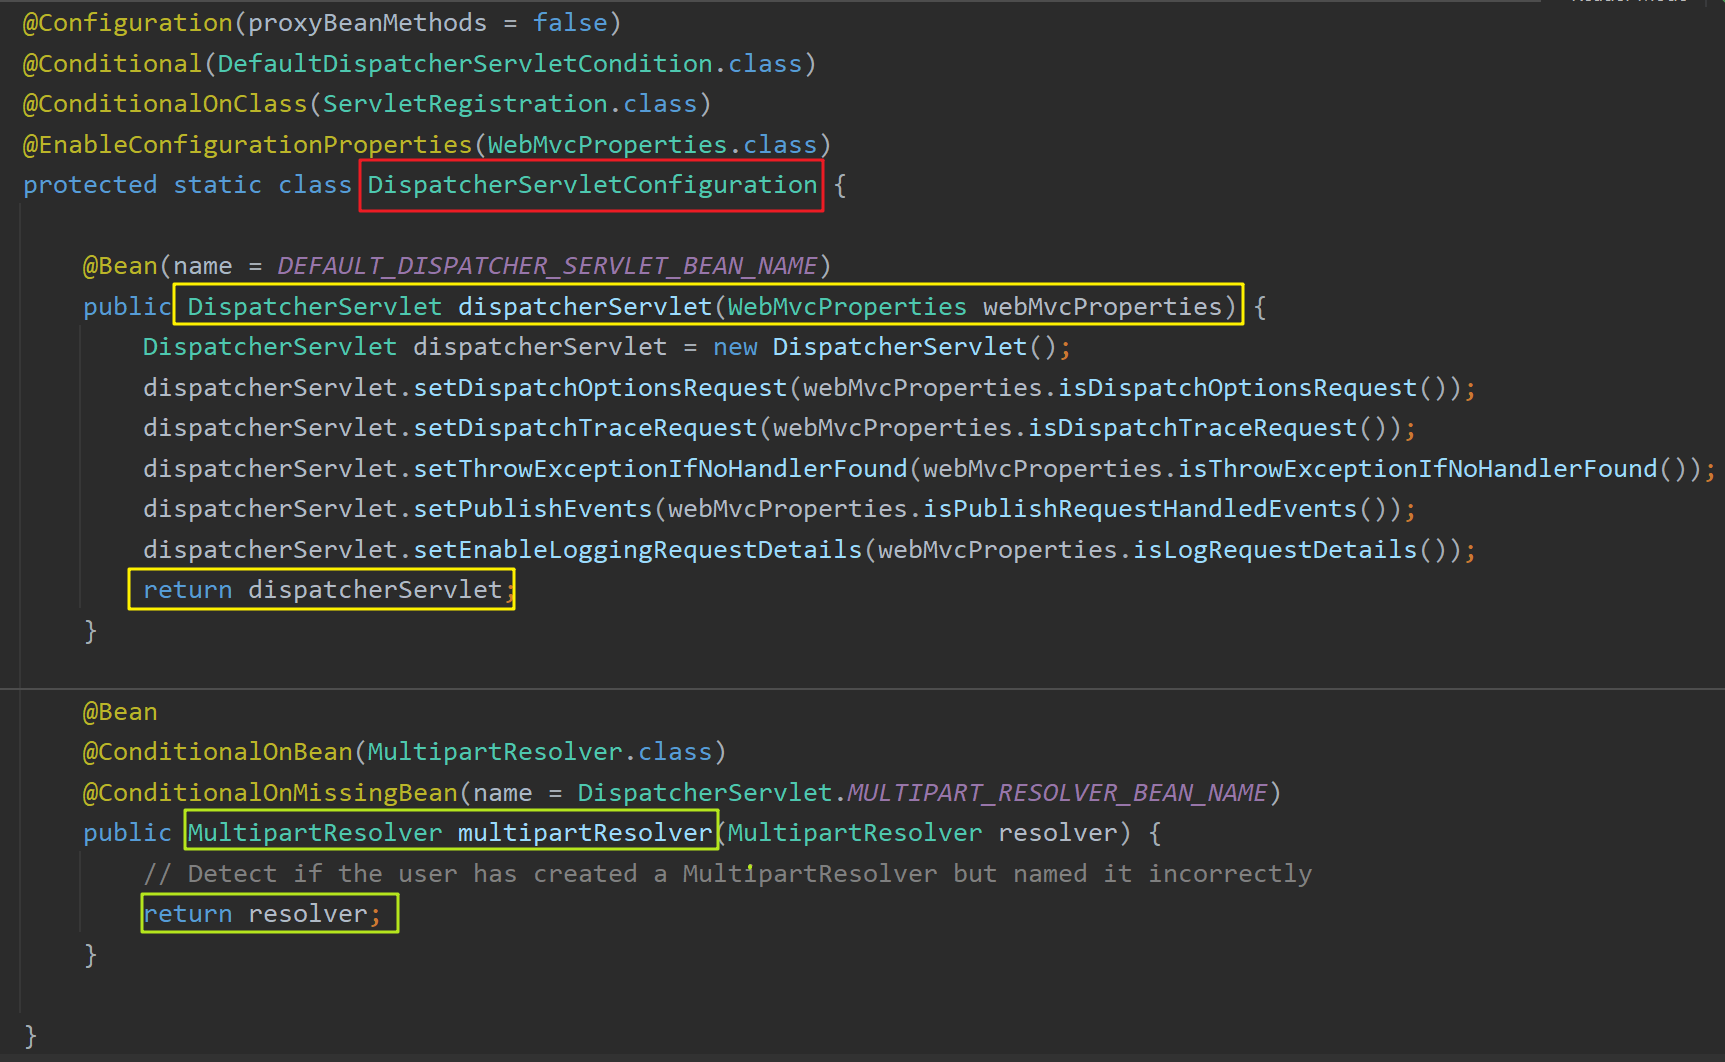 @Configuration(proxyBeanMethods = false)
@Conditional(DefaultDispatcherServletCondition.class)
@ConditionalOnClass(ServletRegistration.class)
@EnableConfigurationProperties(WebMvcProperties.class)
protected static class DispatcherServletConfiguration {
@Bean(name = DEFAULT_DISPATCHER_SERVLET_BEAN_NAME)
public DispatcherServlet dispatcherServlet(WebMvcProperties webMvcProperties) {
DispatcherServlet dispatcherServlet = new DispatcherServlet();
dispatcherServlet.setDispatchOptionsRequest(webMvcProperties.isDispatchOptionsRequest());
dispatcherServlet.setDispatchTraceRequest(webMvcProperties.isDispatchTraceRequest());
dispatcherServlet.setThrowExceptionIfNoHandlerFound(webMvcProperties.isThrowExceptionIfNoHandlerFound());
dispatcherServlet.setPublishEvents(webMvcProperties.isPublishRequestHandledEvents());
dispatcherServlet.setEnableLoggingRequestDetails(webMvcProperties.isLogRequestDetails());
return dispatcherServlet;
}
@Bean
@ConditionalOnBean(MultipartResolver.class)
@ConditionalOnMissingBean(name = DispatcherServlet.MULTIPART_RESOLVER_BEAN_NAME)
public MultipartResolver multipartResolver(MultipartResolver resolver) {
// Detect if the user has created a MultipartResolver but named it incorrectly
return resolver;
}
}